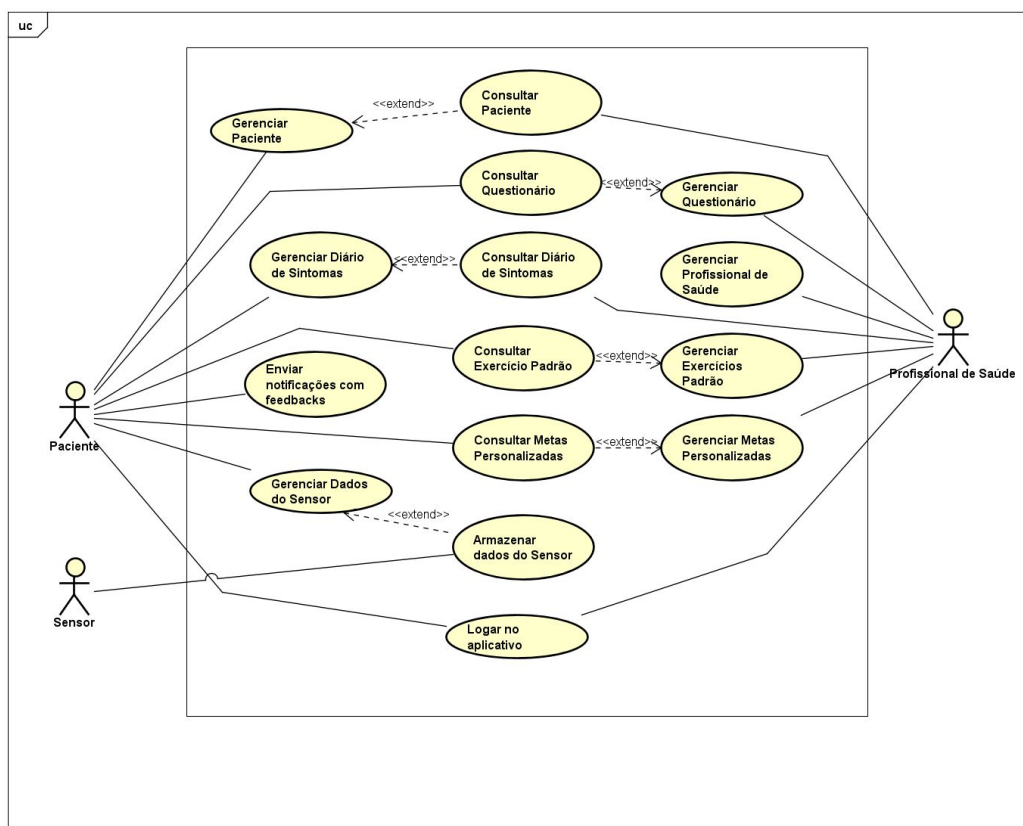 uc
Consultar
Paciente
<<extend>>
Gerenciar
Paciente
Consultar
Questionário
<<extend>>
Gerenciar
Questionário
Gerenciar Diário
de Sintomas
<<extend>>
Consultar Diário
de Sintomas
Gerenciar
Profissional de
Saúde
Consultar
Exercício Padrão
<<extend>>
Gerenciar
Exercícios
Padrão
Profissional de Saúde
Enviar
notificações com
feedbacks
Paciente
Consultar Metas
Personalizadas
<<extend>>
Gerenciar Metas
Personalizadas
Gerenciar Dados
do Sensor
<<extend>>
Armazenar
dados do Sensor
Sensor
Logar no
aplicativo